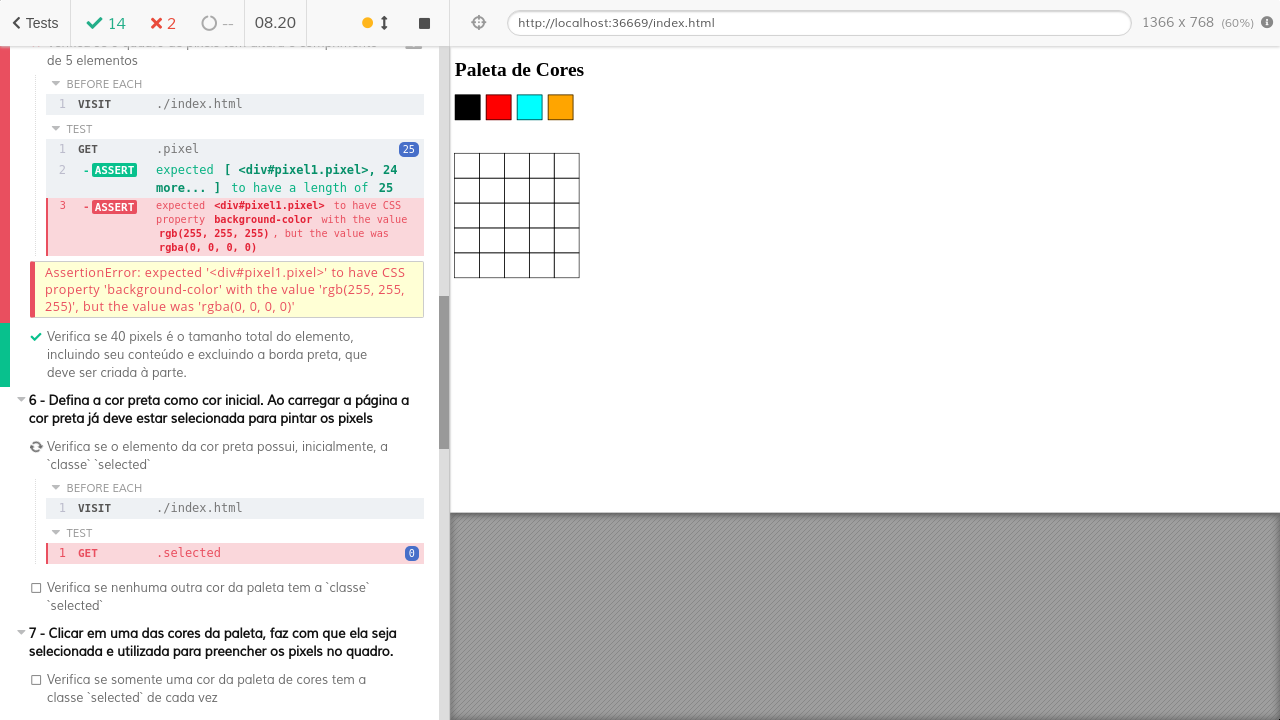 Tests
14
2
--
08.20
http://localhost:36669/index.html
1366 x 768 (60%)
de 5 elementos
BEFORE EACH
1 VISIT ./index.html
TEST
1 GET .pixel 25
2 -ASSERT expected [ <div#pixel1.pixel>, 24
more... ] to have a length of 25
3 -ASSERT expected <div#pixel1.pixel> to have CSS
property background-color with the value
rgb(255, 255, 255), but the value was
rgba(0, 0, 0, 0)
AssertionError: expected '<div#pixel1.pixel>' to have CSS
property 'background-color' with the value 'rgb(255, 255,
255)', but the value was 'rgba(0, 0, 0, 0)'
Verifica se 40 pixels é o tamanho total do elemento,
incluindo seu conteúdo e excluindo a borda preta, que
deve ser criada à parte.
6 - Defina a cor preta como cor inicial. Ao carregar a página a
cor preta já deve estar selecionada para pintar os pixels
Verifica se o elemento da cor preta possui, inicialmente, a
`classe` `selected`
BEFORE EACH
1 VISIT ./index.html
TEST
1 GET .selected 0
Verifica se nenhuma outra cor da paleta tem a `classe`
`selected`
7 - Clicar em uma das cores da paleta, faz com que ela seja
selecionada e utilizada para preencher os pixels no quadro.
Verifica se somente uma cor da paleta de cores tem a
classe `selected` de cada vez
Paleta de Cores